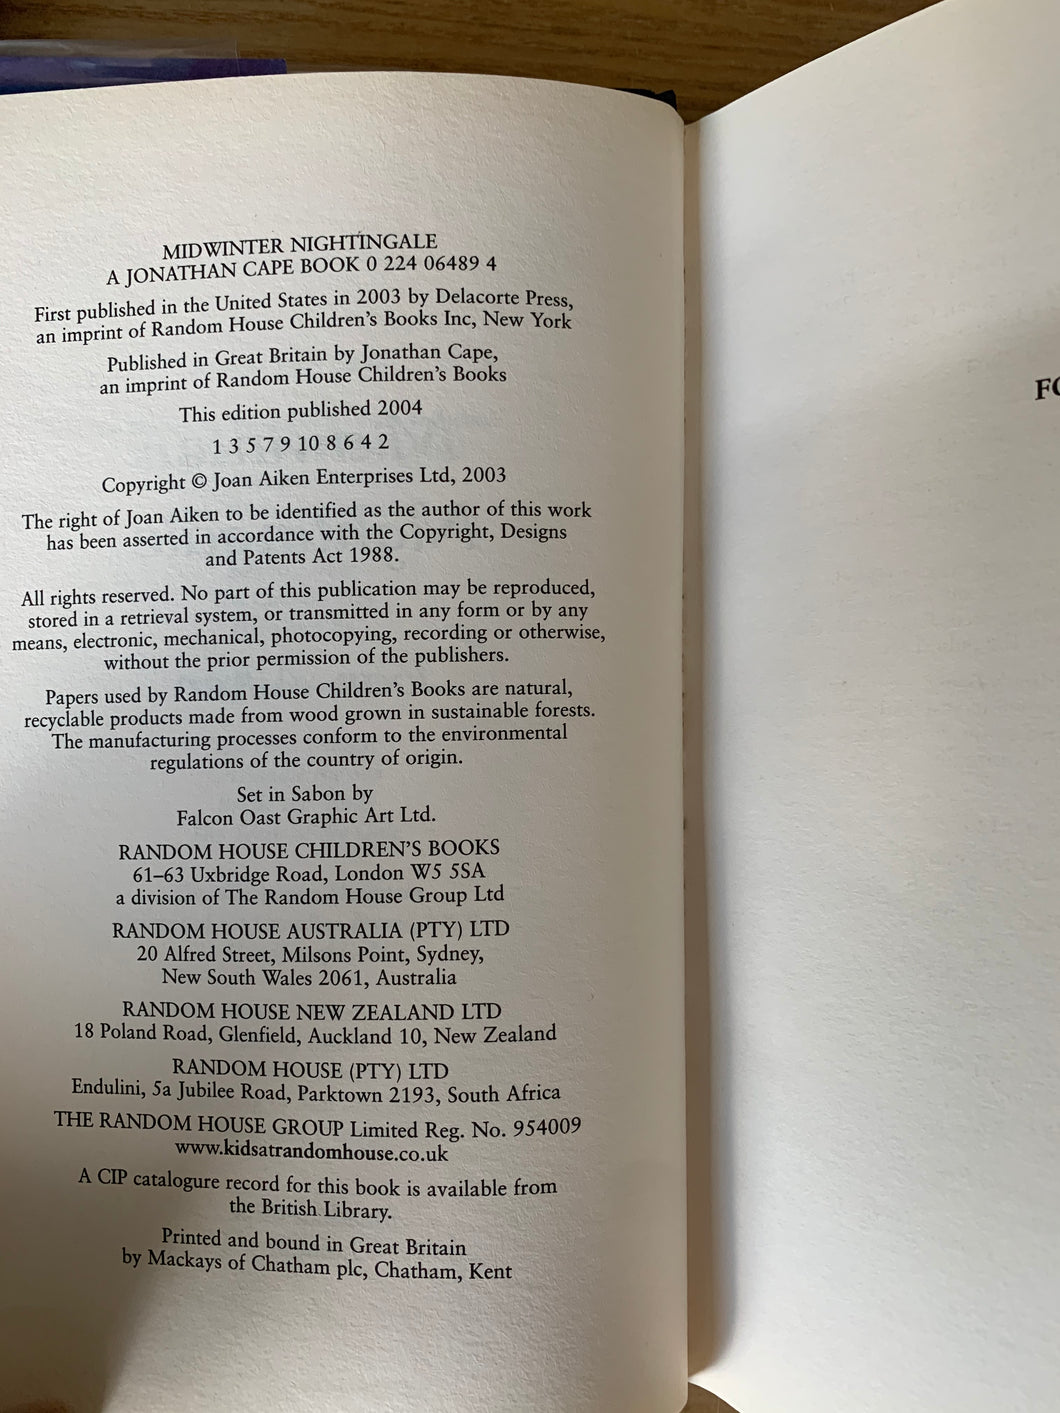 MIDWINTER NIGHTINGALE
A JONATHAN CAPE BOOK 0 224 06489 4
First published in the United States in 2003 by Delacorte Press,
an imprint of Random House Children's Books Inc, New York
Published in Great Britain by Jonathan Cape,
an imprint of Random House Children's Books
This edition published 2004
1 3 5 7 9 10 8 6 4 2
Copyright © Joan Aiken Enterprises Ltd, 2003
The right of Joan Aiken to be identified as the author of this work
has been asserted in accordance with the Copyright, Designs
and Patents Act 1988.
All rights reserved. No part of this publication may be reproduced,
stored in a retrieval system, or transmitted in any form or by any
means, electronic, mechanical, photocopying, recording or otherwise,
without the prior permission of the publishers.
Papers used by Random House Children's Books are natural,
recyclable products made from wood grown in sustainable forests.
The manufacturing processes conform to the environmental
regulations of the country of origin.
Set in Sabon by
Falcon Oast Graphic Art Ltd.
RANDOM HOUSE CHILDREN'S BOOKS
61–63 Uxbridge Road, London W5 5SA
a division of The Random House Group Ltd
RANDOM HOUSE AUSTRALIA (PTY) LTD
20 Alfred Street, Milsons Point, Sydney,
New South Wales 2061, Australia
RANDOM HOUSE NEW ZEALAND LTD
18 Poland Road, Glenfield, Auckland 10, New Zealand
RANDOM HOUSE (PTY) LTD
Endulini, 5a Jubilee Road, Parktown 2193, South Africa
THE RANDOM HOUSE GROUP Limited Reg. No. 954009
www.kidsatrandomhouse.co.uk
A CIP catalogue record for this book is available from
the British Library.
Printed and bound in Great Britain
by Mackays of Chatham plc, Chatham, Kent